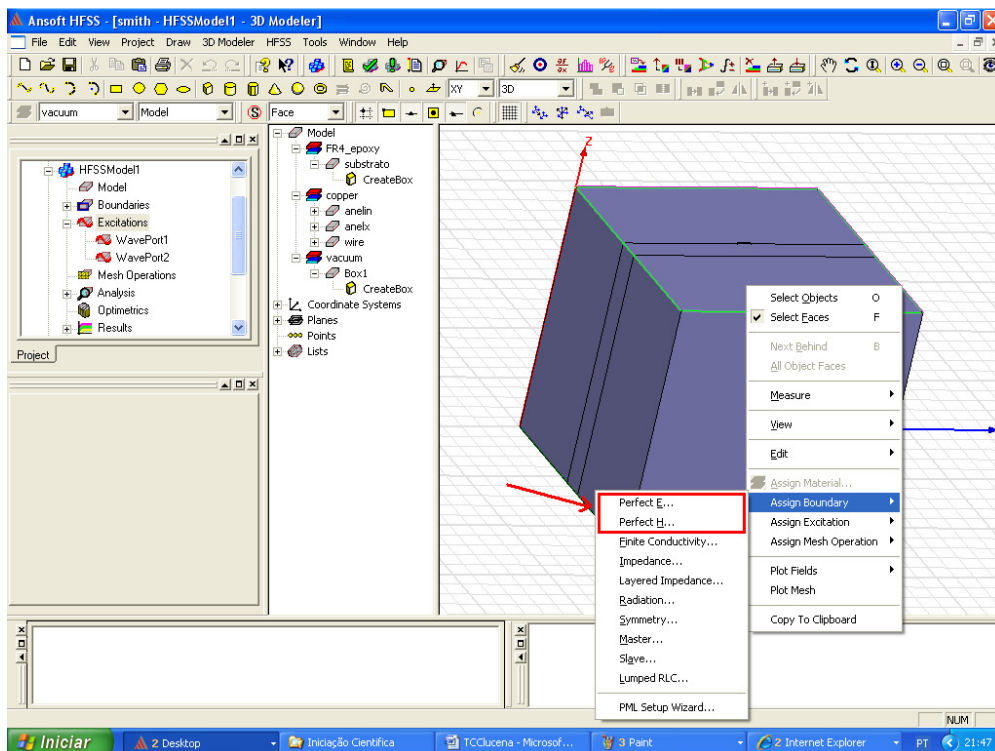 Ansoft HFSS - [smith - HFSSModel1 - 3D Modeler]
File Edit View Project Draw 3D Modeler HFSS Tools Window Help
XY 3D
vacuum Model Face
HFSSModel1
Model
Boundaries
Excitations
WavePort1
WavePort2
Mesh Operations
Analysis
Optimetrics
Results
Project
Model
FR4_epoxy
substrato
CreateBox
copper
anelin
anelx
wire
vacuum
Box1
CreateBox
Coordinate Systems
Planes
Points
Lists
Z
Select Objects O
Select Faces F
Next Behind B
All Object Faces
Measure
View
Edit
Assign Material...
Assign Boundary
Assign Excitation
Assign Mesh Operation
Plot Fields
Plot Mesh
Copy To Clipboard
Perfect E...
Perfect H...
Finite Conductivity...
Impedance...
Layered Impedance...
Radiation...
Symmetry...
Master...
Slave...
Lumped RLC...
PML Setup Wizard...
NUM
Iniciar 2 Desktop Iniciação Cientifica TCClucena - Microsof... 3 Paint 2 Internet Explorer PT 21:47